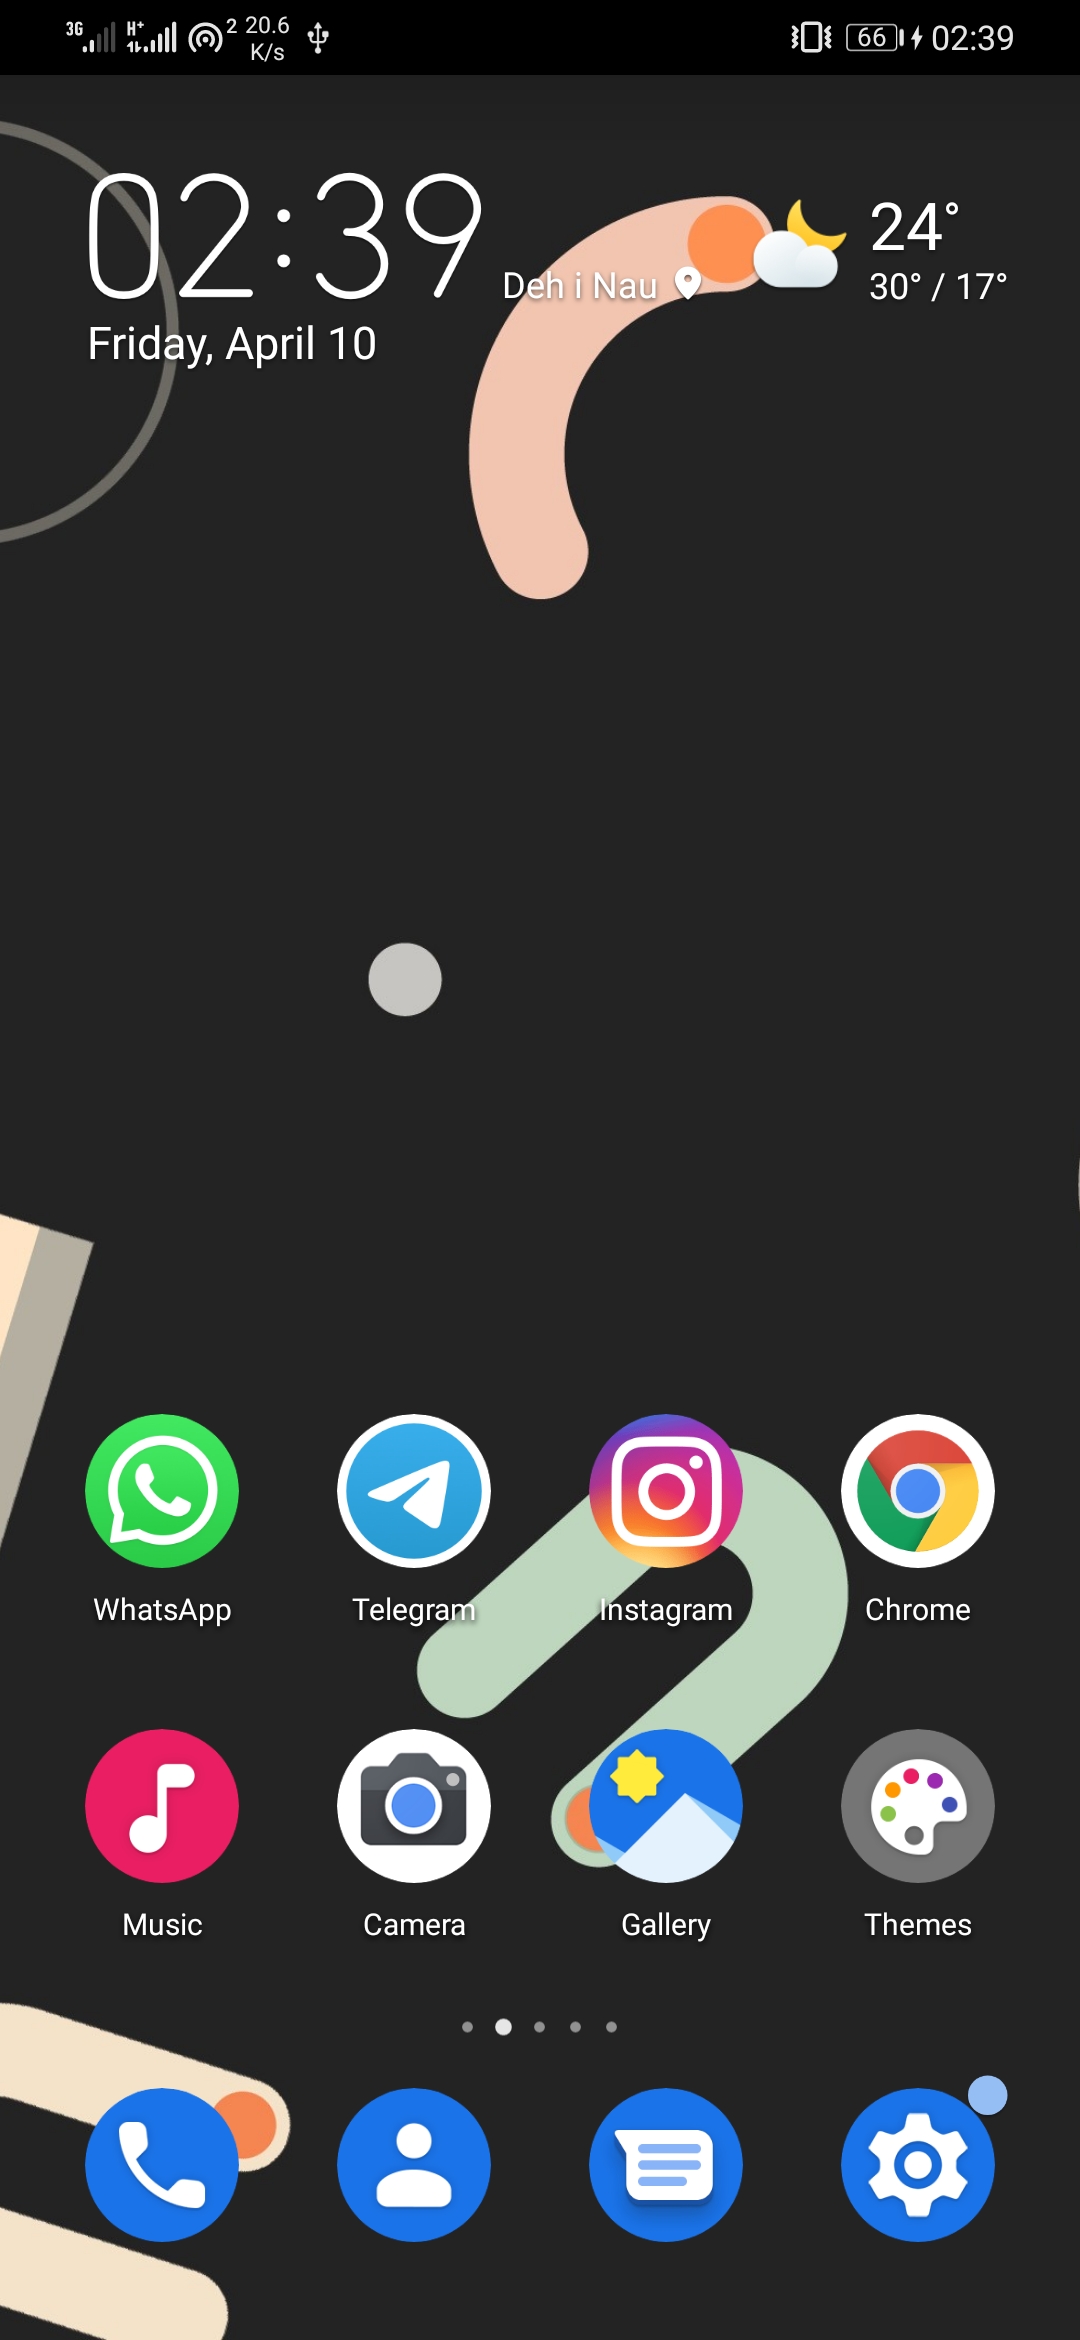 3G H+ 2 20.6 K/s 66 02:39
02:39
Deh i Nau
24°
30° / 17°
Friday, April 10
WhatsApp Telegram Instagram Chrome
Music Camera Gallery Themes